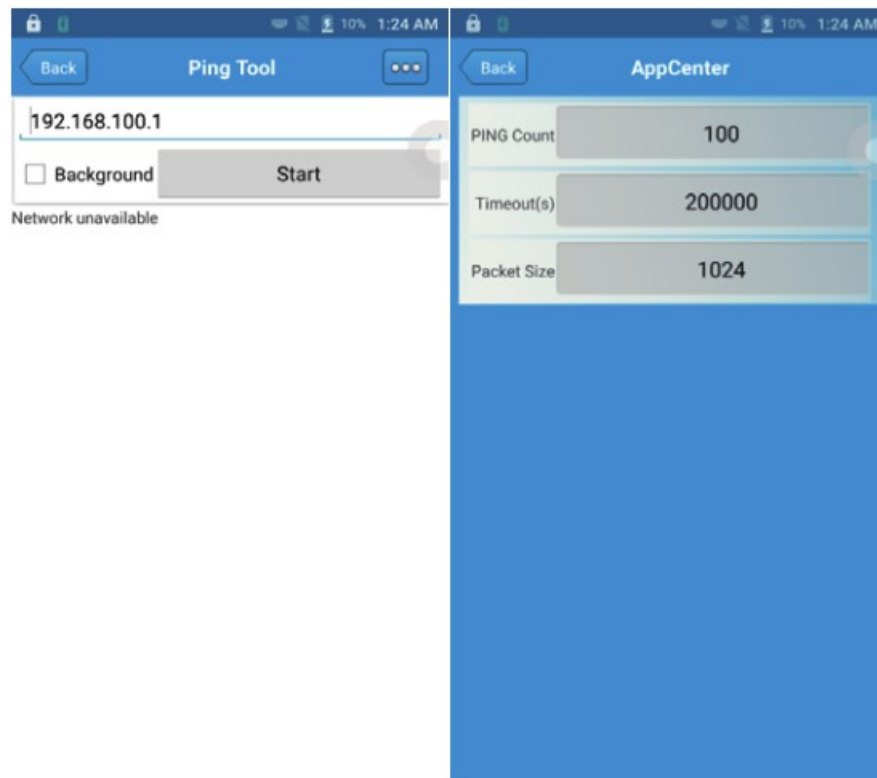 10% 1:24 AM
Back Ping Tool
192.168.100.1
Background Start
Network unavailable
10% 1:24 AM
Back AppCenter
PING Count 100
Timeout(s) 200000
Packet Size 1024